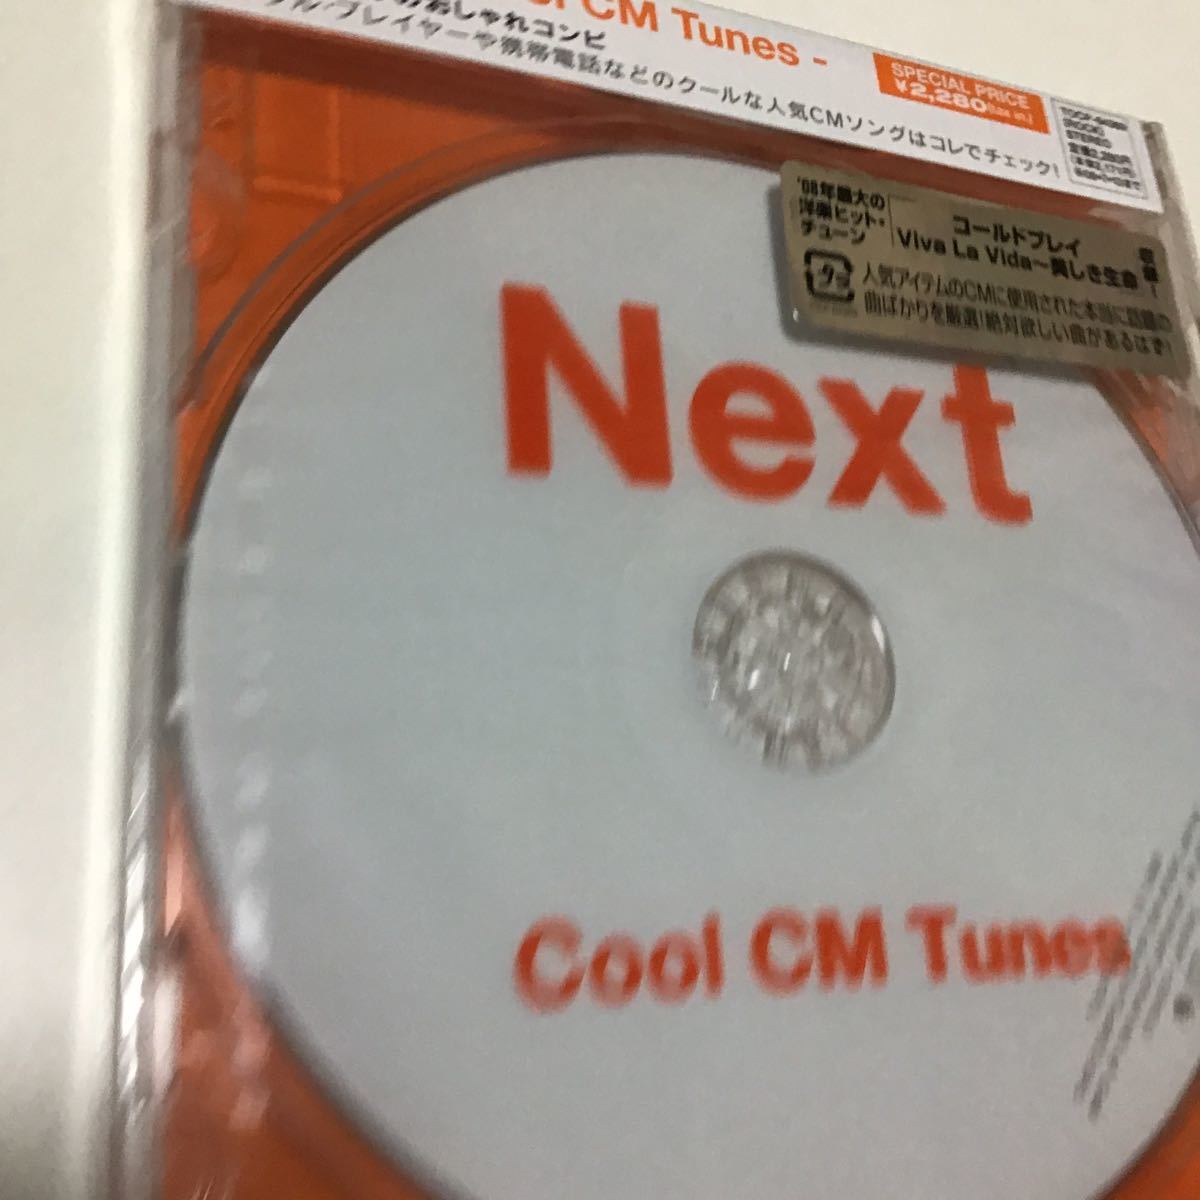 Cool CM Tunes -
おしゃれコンピ
プレイヤーや携帯電話などのクールな人気CMソングはコレでチェック!
SPECIAL PRICE
¥2,280(tax in.)
STEREO
'08年最大の
洋楽ヒット・
チューン
コールドプレイ
Viva La Vida〜美しき生命
収録!
人気アイテムのCMに使用された本当に話題の
曲ばかりを厳選!絶対欲しい曲があるはず!
Next
Cool CM Tunes